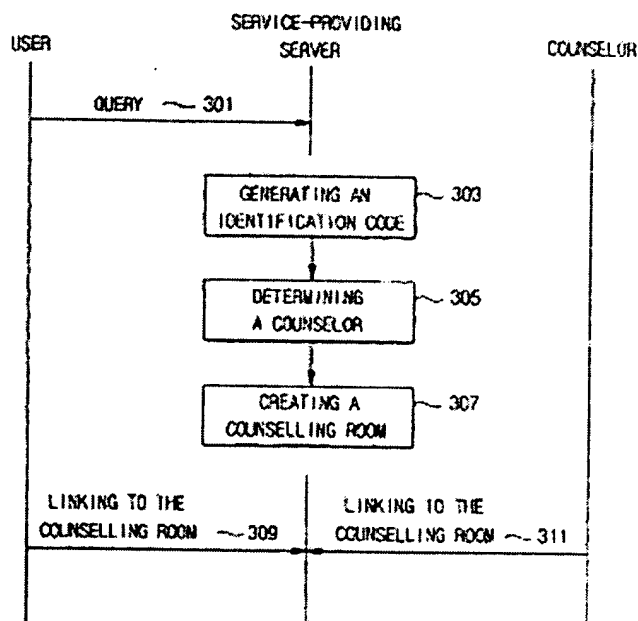 USER
SERVICE-PROVIDING
SERVER
COUNSELOR
QUERY 301
GENERATING AN
IDENTIFICATION CODE
303
DETERMINING
A COUNSELOR
305
CREATING A
COUNSELLING ROOM
307
LINKING TO THE
COUNSELLING ROOM 309
LINKING TO THE
COUNSELLING ROOM 311